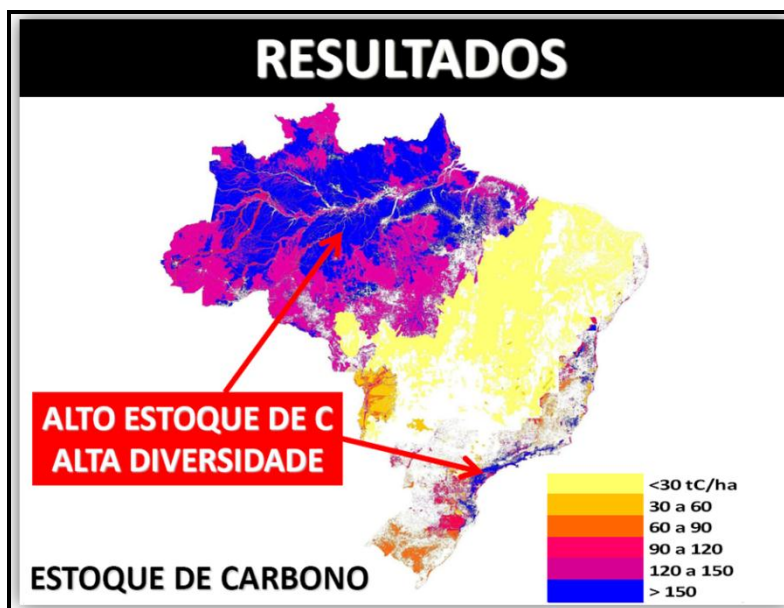 RESULTADOS
ALTO ESTOQUE DE C
ALTA DIVERSIDADE
<30 tC/ha
30 a 60
60 a 90
90 a 120
120 a 150
> 150
ESTOQUE DE CARBONO